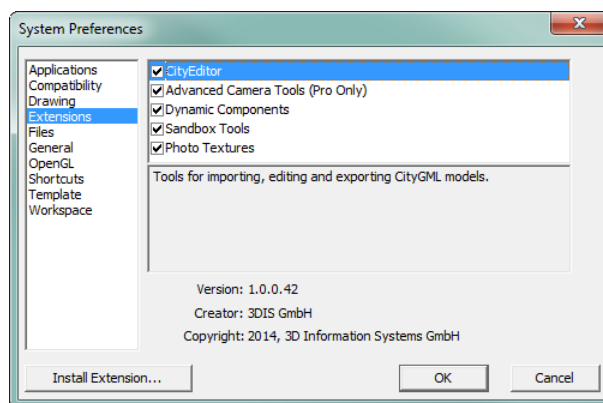 System Preferences
Applications
Compatibility
Drawing
Extensions
Files
General
OpenGL
Shortcuts
Template
Workspace
CityEditor
Advanced Camera Tools (Pro Only)
Dynamic Components
Sandbox Tools
Photo Textures
Tools for importing, editing and exporting CityGML models.
Version: 1.0.0.42
Creator: 3DIS GmbH
Copyright: 2014, 3D Information Systems GmbH
Install Extension...
OK
Cancel